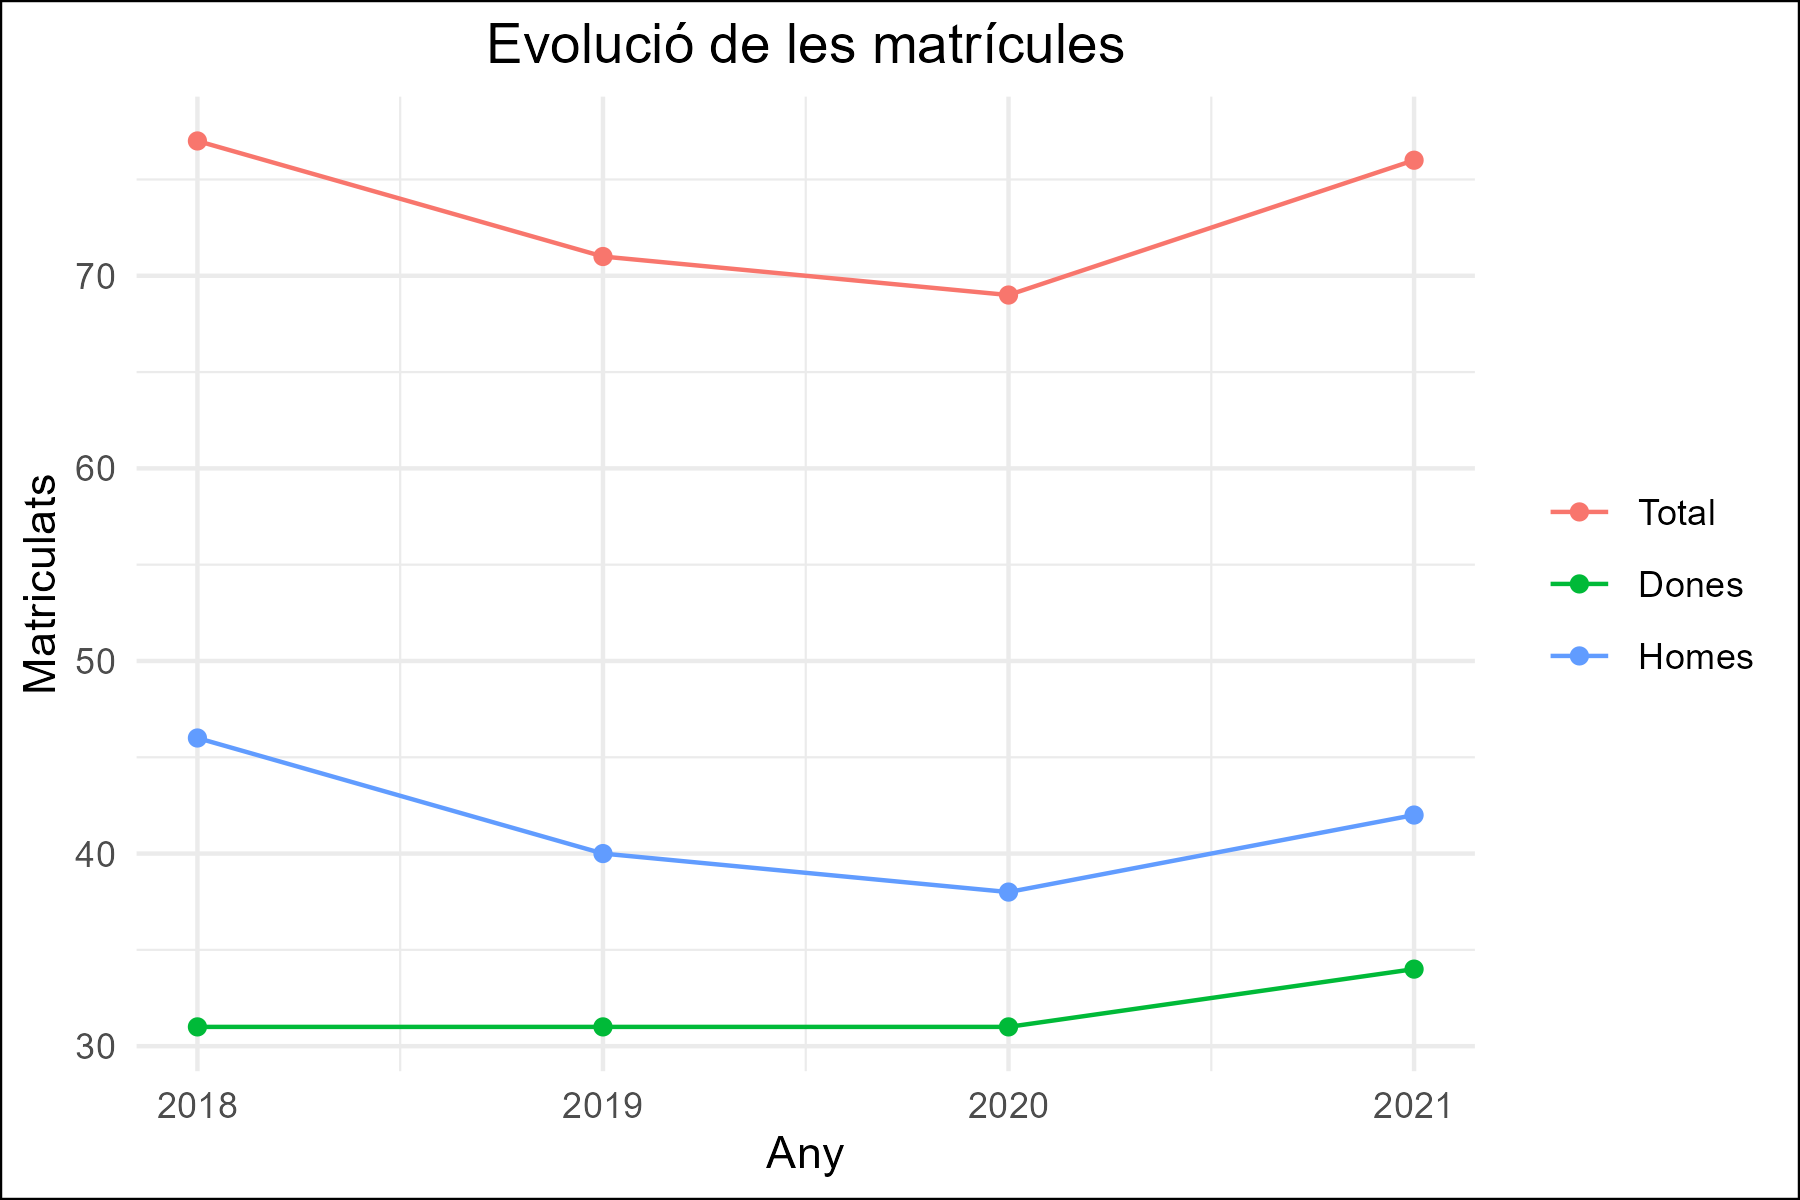 Evolució de les matrícules
Matriculats
70
60
50
40
30
2018 2019 2020 2021
Any
Total
Dones
Homes